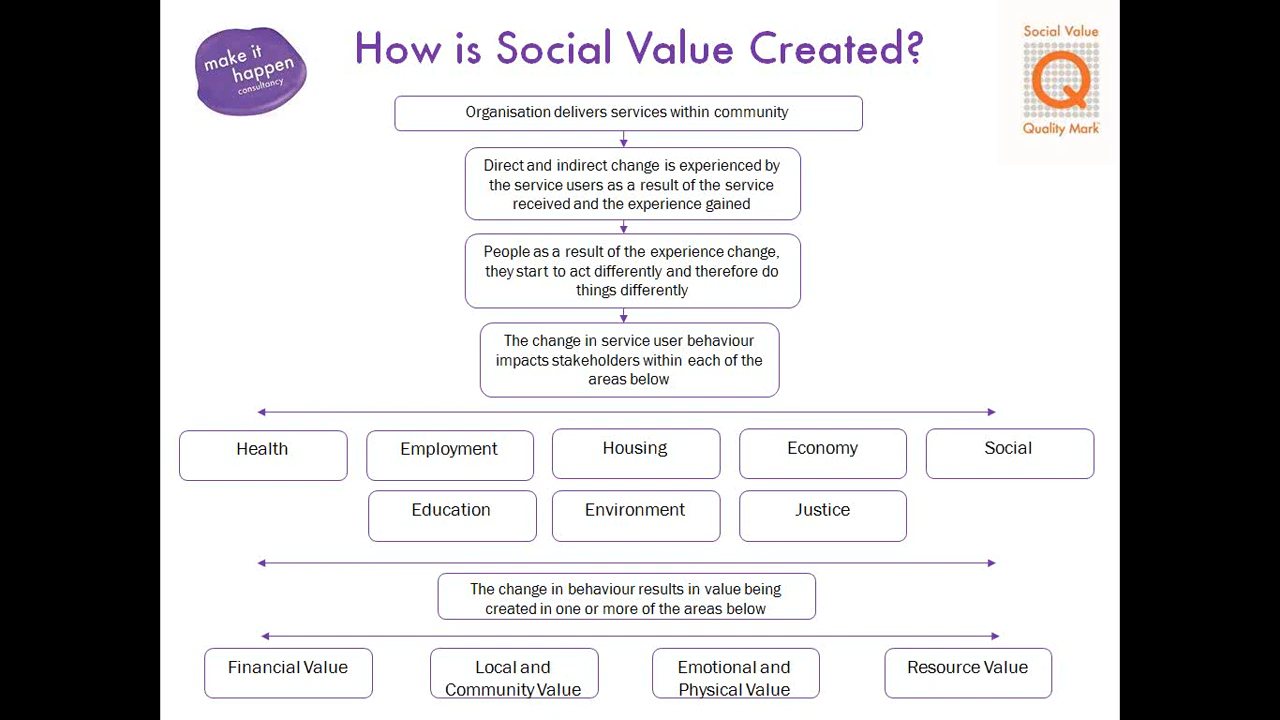 make it
happen
consultancy
How is Social Value Created?
Social Value
Q
Quality Mark™
Organisation delivers services within community
Direct and indirect change is experienced by
the service users as a result of the service
received and the experience gained
People as a result of the experience change,
they start to act differently and therefore do
things differently
The change in service user behaviour
impacts stakeholders within each of the
areas below
Health
Employment
Housing
Economy
Social
Education
Environment
Justice
The change in behaviour results in value being
created in one or more of the areas below
Financial Value
Local and
Community Value
Emotional and
Physical Value
Resource Value